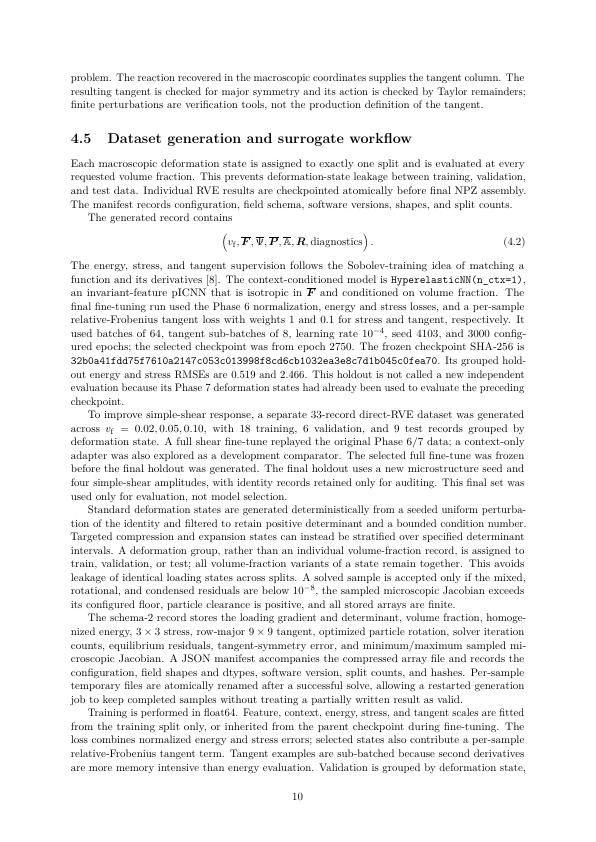 problem. The reaction recovered in the macroscopic coordinates supplies the tangent column. The
resulting tangent is checked for major symmetry and its action is checked by Taylor remainders;
finite perturbations are verification tools, not the production definition of the tangent.
4.5 Dataset generation and surrogate workflow
Each macroscopic deformation state is assigned to exactly one split and is evaluated at every
requested volume fraction. This prevents deformation-state leakage between training, validation,
and test data. Individual RVE results are checkpointed atomically before final NPZ assembly.
The manifest records configuration, field schema, software versions, shapes, and split counts.
The generated record contains
(v_f, F̅, Ψ̅, P̅, 𝔸̅, R, diagnostics). (4.2)
The energy, stress, and tangent supervision follows the Sobolev-training idea of matching a
function and its derivatives [8]. The context-conditioned model is HyperelasticNN(n_ctx=1),
an invariant-feature pICNN that is isotropic in F̅ and conditioned on volume fraction. The
final fine-tuning run used the Phase 6 normalization, energy and stress losses, and a per-sample
relative-Frobenius tangent loss with weights 1 and 0.1 for stress and tangent, respectively. It
used batches of 64, tangent sub-batches of 8, learning rate 10⁻⁴, seed 4103, and 3000 config-
ured epochs; the selected checkpoint was from epoch 2750. The frozen checkpoint SHA-256 is
32b0a41fdd75f7610a2147c053c013998f8cd6cb1032ea3e8c7d1b045c0fea70. Its grouped hold-
out energy and stress RMSEs are 0.519 and 2.466. This holdout is not called a new independent
evaluation because its Phase 7 deformation states had already been used to evaluate the preceding
checkpoint.
To improve simple-shear response, a separate 33-record direct-RVE dataset was generated
across v_f = 0.02, 0.05, 0.10, with 18 training, 6 validation, and 9 test records grouped by
deformation state. A full shear fine-tune replayed the original Phase 6/7 data; a context-only
adapter was also explored as a development comparator. The selected full fine-tune was frozen
before the final holdout was generated. The final holdout uses a new microstructure seed and
four simple-shear amplitudes, with identity records retained only for auditing. This final set was
used only for evaluation, not model selection.
Standard deformation states are generated deterministically from a seeded uniform perturba-
tion of the identity and filtered to retain positive determinant and a bounded condition number.
Targeted compression and expansion states can instead be stratified over specified determinant
intervals. A deformation group, rather than an individual volume-fraction record, is assigned to
train, validation, or test; all volume-fraction variants of a state remain together. This avoids
leakage of identical loading states across splits. A solved sample is accepted only if the mixed,
rotational, and condensed residuals are below 10⁻⁸, the sampled microscopic Jacobian exceeds
its configured floor, particle clearance is positive, and all stored arrays are finite.
The schema-2 record stores the loading gradient and determinant, volume fraction, homoge-
nized energy, 3 × 3 stress, row-major 9 × 9 tangent, optimized particle rotation, solver iteration
counts, equilibrium residuals, tangent-symmetry error, and minimum/maximum sampled mi-
croscopic Jacobian. A JSON manifest accompanies the compressed array file and records the
configuration, field shapes and dtypes, software version, split counts, and hashes. Per-sample
temporary files are atomically renamed after a successful solve, allowing a restarted generation
job to keep completed samples without treating a partially written result as valid.
Training is performed in float64. Feature, context, energy, stress, and tangent scales are fitted
from the training split only, or inherited from the parent checkpoint during fine-tuning. The
loss combines normalized energy and stress errors; selected states also contribute a per-sample
relative-Frobenius tangent term. Tangent examples are sub-batched because second derivatives
are more memory intensive than energy evaluation. Validation is grouped by deformation state,
10